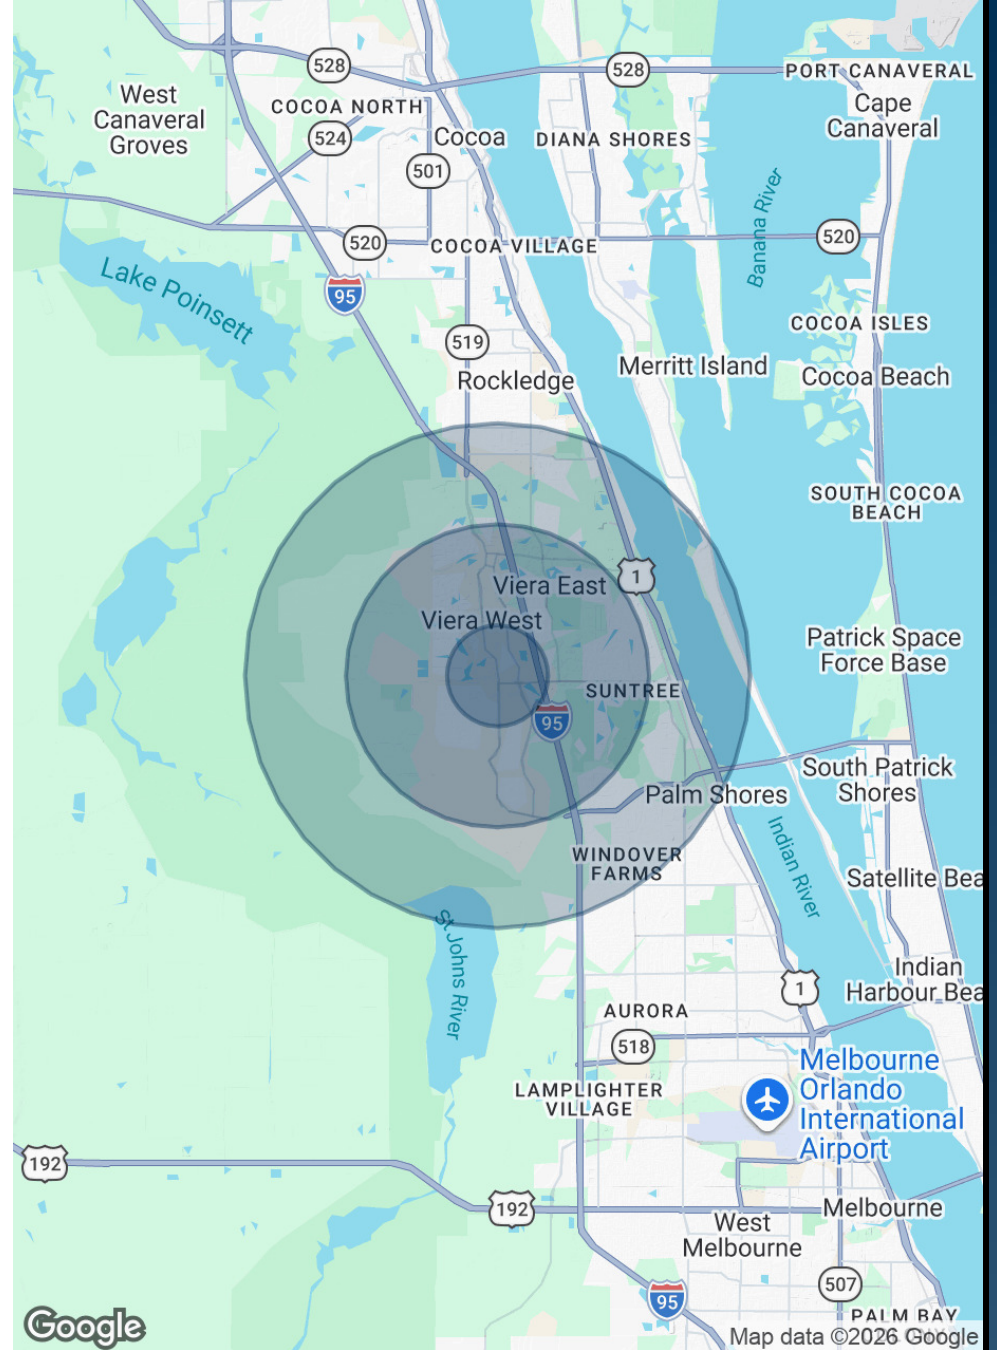 528
528
PORT CANAVERAL
West
Canaveral
Groves
COCOA NORTH
Cape
Canaveral
524
Cocoa
DIANA SHORES
501
Banana River
520
COCOA VILLAGE
520
Lake Poinsett
95
COCOA ISLES
519
Merritt Island
Rockledge
Cocoa Beach
SOUTH COCOA
BEACH
Viera East
1
Viera West
Patrick Space
Force Base
SUNTREE
95
South Patrick
Shores
Palm Shores
Indian River
WINDOVER
FARMS
Satellite Bea
St Johns River
Indian
Harbour Bea
1
AURORA
518
Melbourne
Orlando
International
Airport
LAMPLIGHTER
VILLAGE
192
192
Melbourne
West
Melbourne
507
95
PALM BAY
Google
Map data ©2026 Google